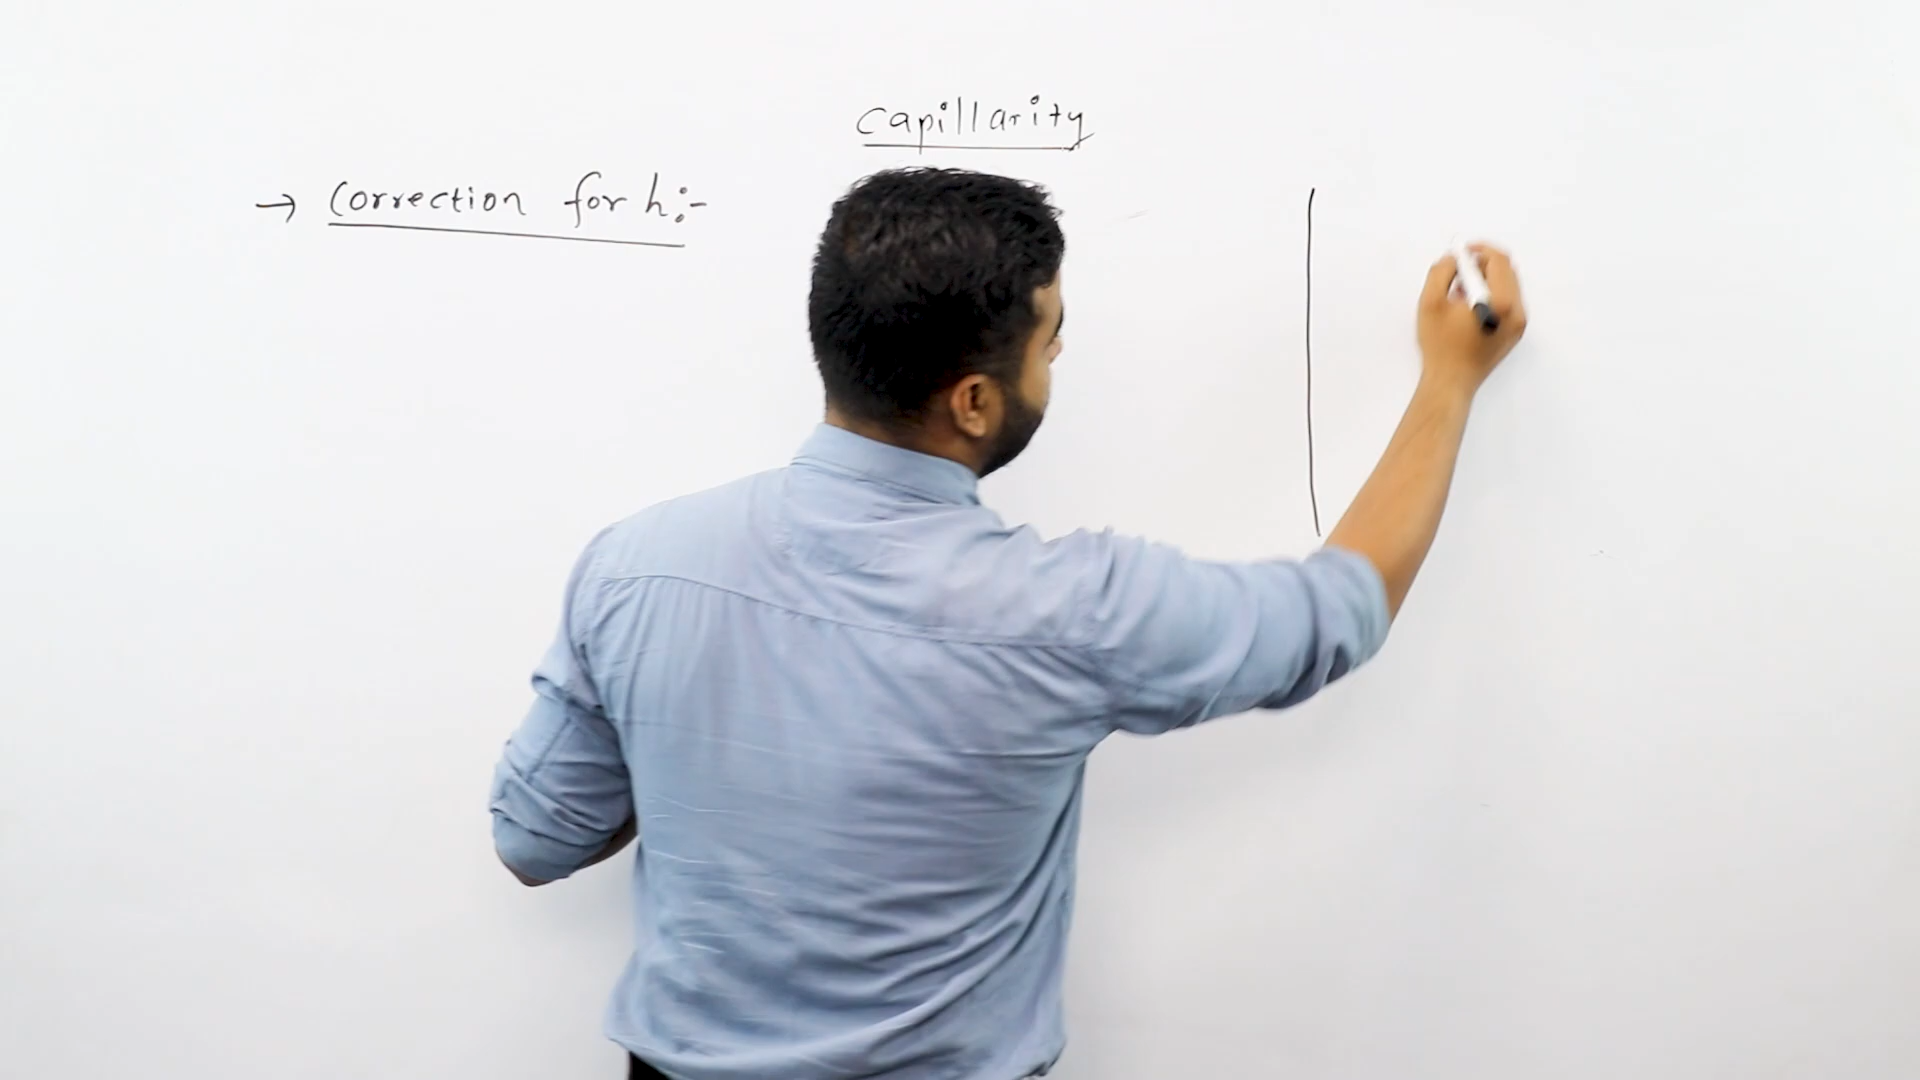 Capillarity
→ Correction for h:-